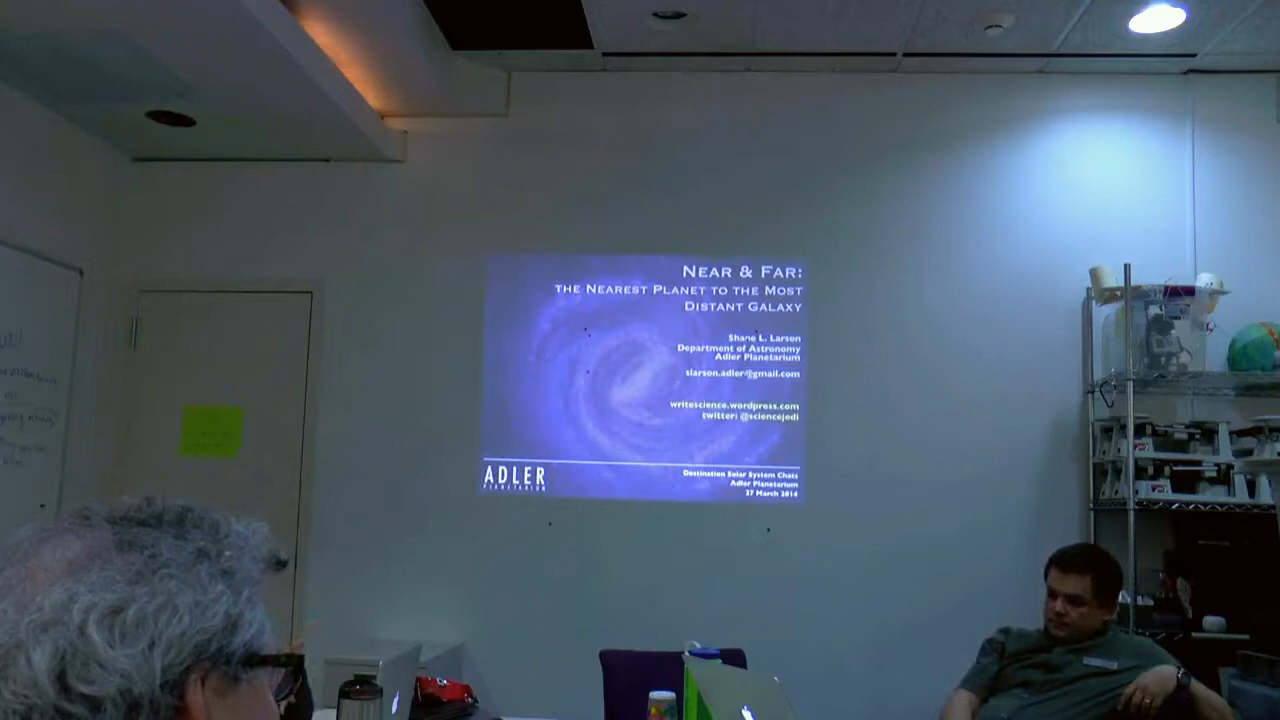 NEAR & FAR:
THE NEAREST PLANET TO THE MOST
DISTANT GALAXY
Shane L. Larson
Department of Astronomy
Adler Planetarium
slarson.adler@gmail.com
writescience.wordpress.com
twitter: @sciencejedi
ADLER
PLANETARIUM
Destination Solar System Chats
Adler Planetarium
27 March 2014